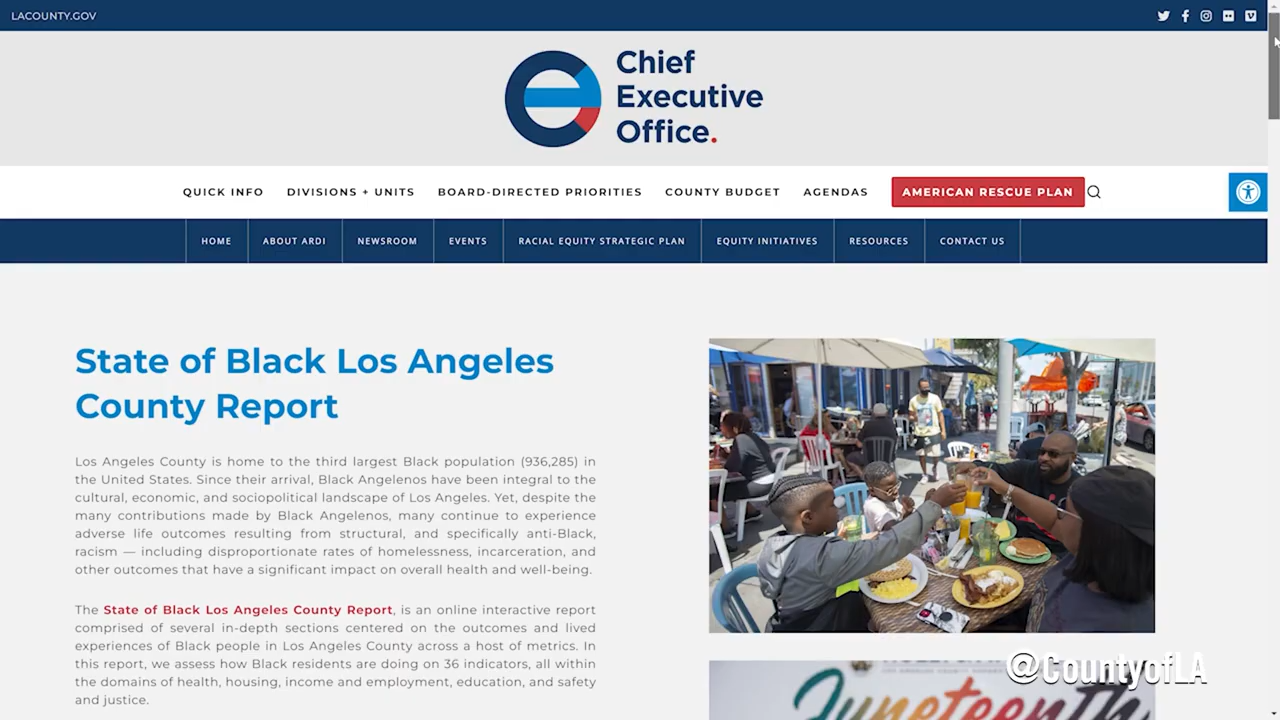 LACOUNTY.GOV
Chief
Executive
Office.
QUICK INFO DIVISIONS + UNITS BOARD-DIRECTED PRIORITIES COUNTY BUDGET AGENDAS AMERICAN RESCUE PLAN
HOME ABOUT ARDI NEWSROOM EVENTS RACIAL EQUITY STRATEGIC PLAN EQUITY INITIATIVES RESOURCES CONTACT US
State of Black Los Angeles
County Report
Los Angeles County is home to the third largest Black population (936,285) in
the United States. Since their arrival, Black Angelenos have been integral to the
cultural, economic, and sociopolitical landscape of Los Angeles. Yet, despite the
many contributions made by Black Angelenos, many continue to experience
adverse life outcomes resulting from structural, and specifically anti-Black,
racism — including disproportionate rates of homelessness, incarceration, and
other outcomes that have a significant impact on overall health and well-being.
The State of Black Los Angeles County Report, is an online interactive report
comprised of several in-depth sections centered on the outcomes and lived
experiences of Black people in Los Angeles County across a host of metrics. In
this report, we assess how Black residents are doing on 36 indicators, all within
the domains of health, housing, income and employment, education, and safety
and justice.
Juneteenth
@CountyofLA